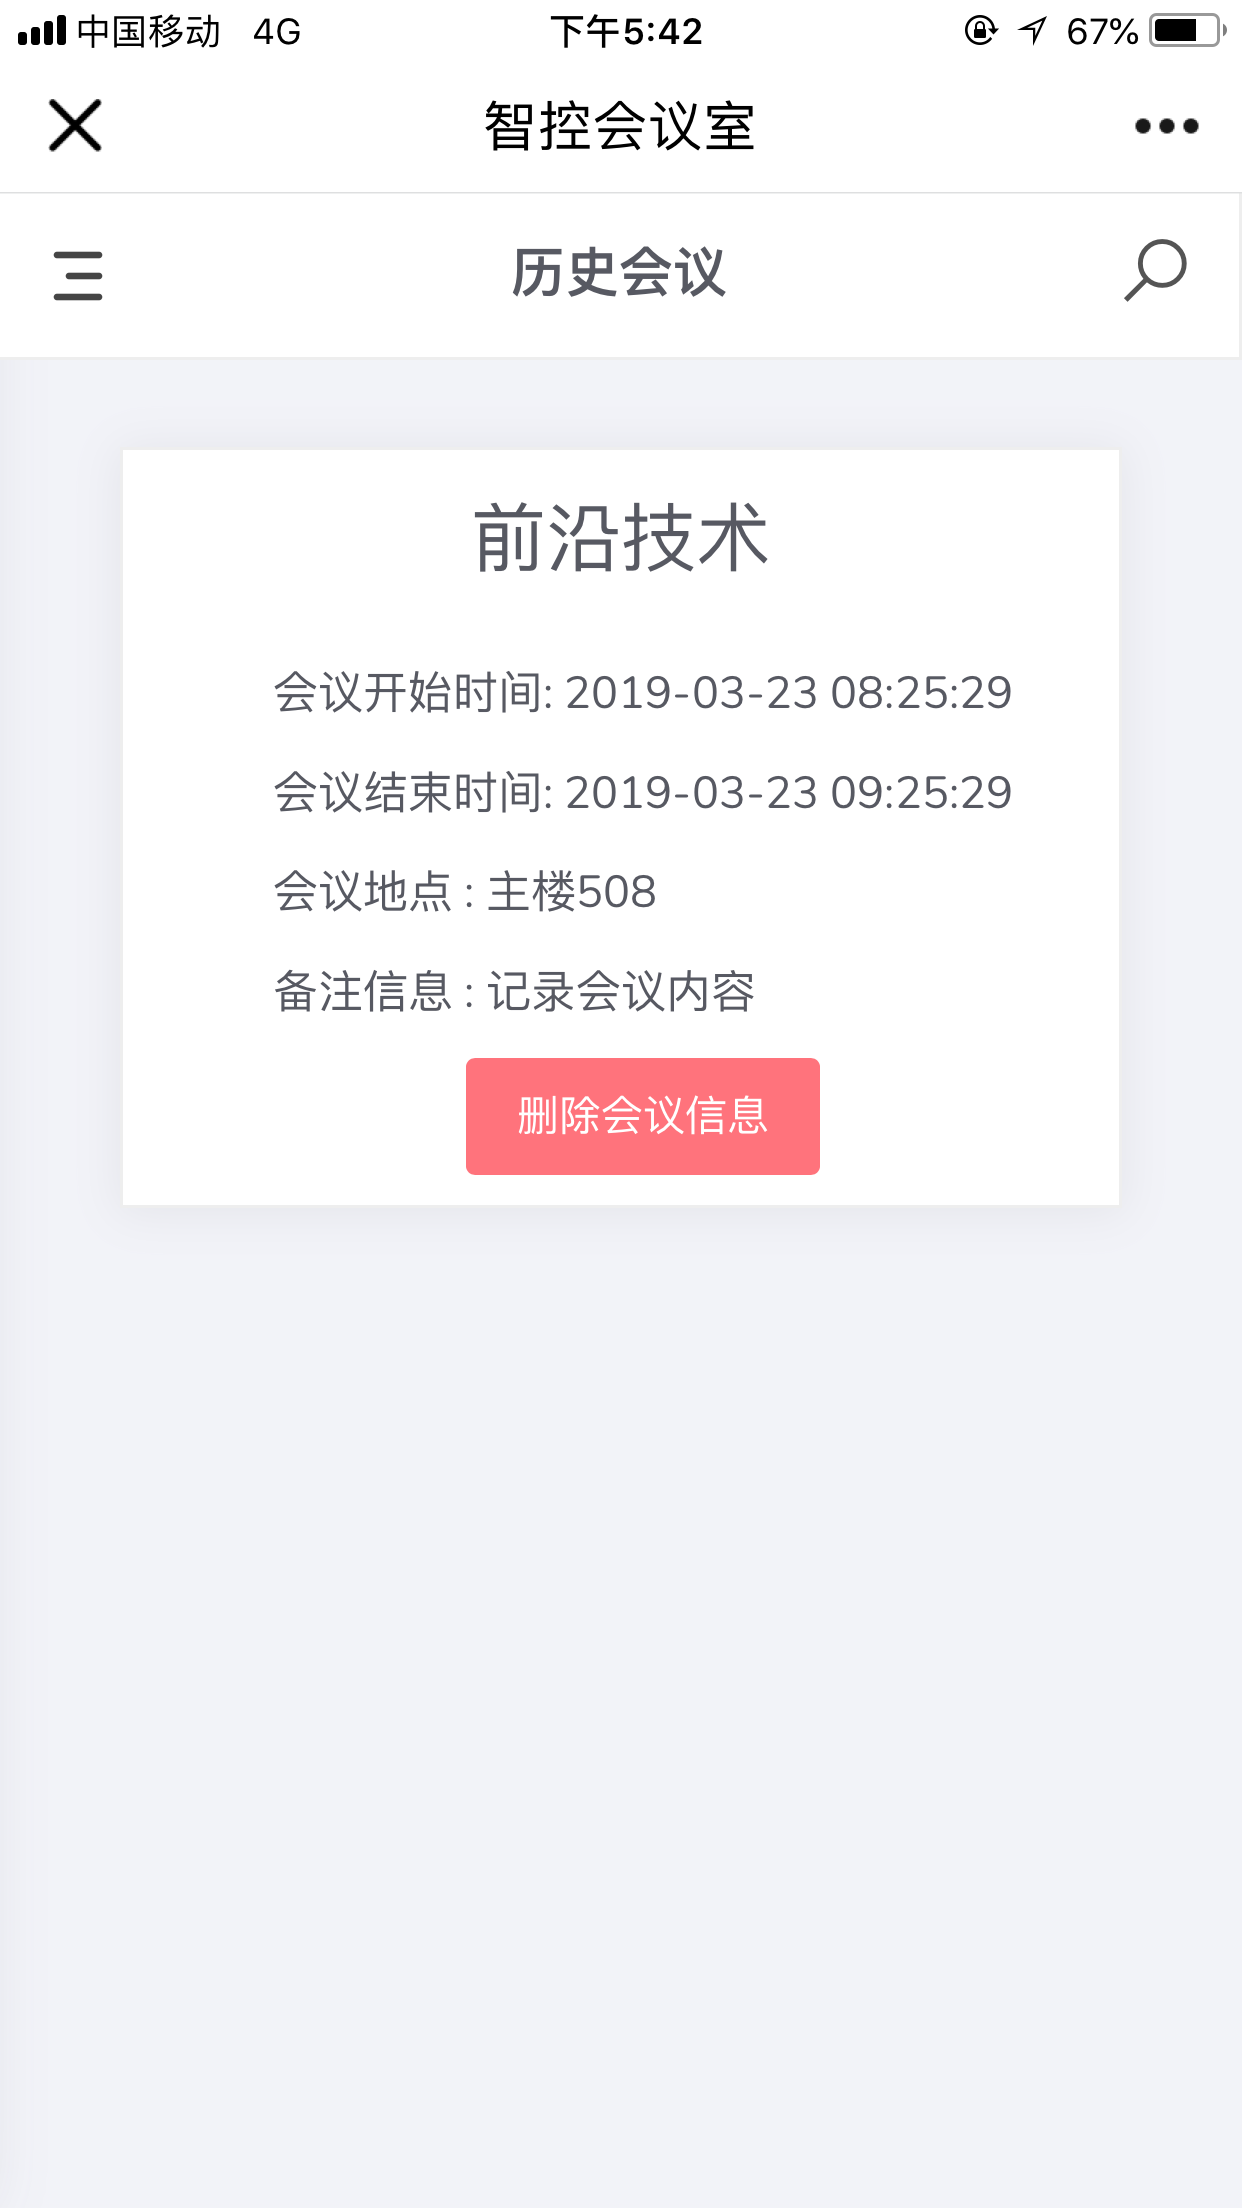 中国移动 4G 下午5:42 67%
智控会议室
历史会议
前沿技术
会议开始时间: 2019-03-23 08:25:29
会议结束时间: 2019-03-23 09:25:29
会议地点 : 主楼508
备注信息 : 记录会议内容
删除会议信息